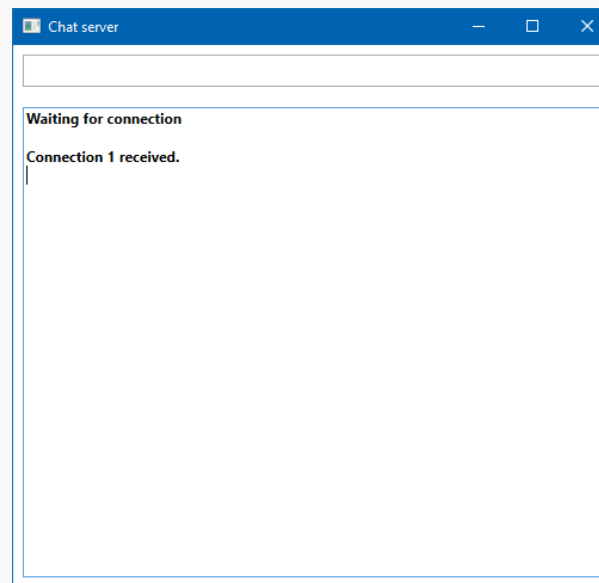 Chat server
Waiting for connection
Connection 1 received.